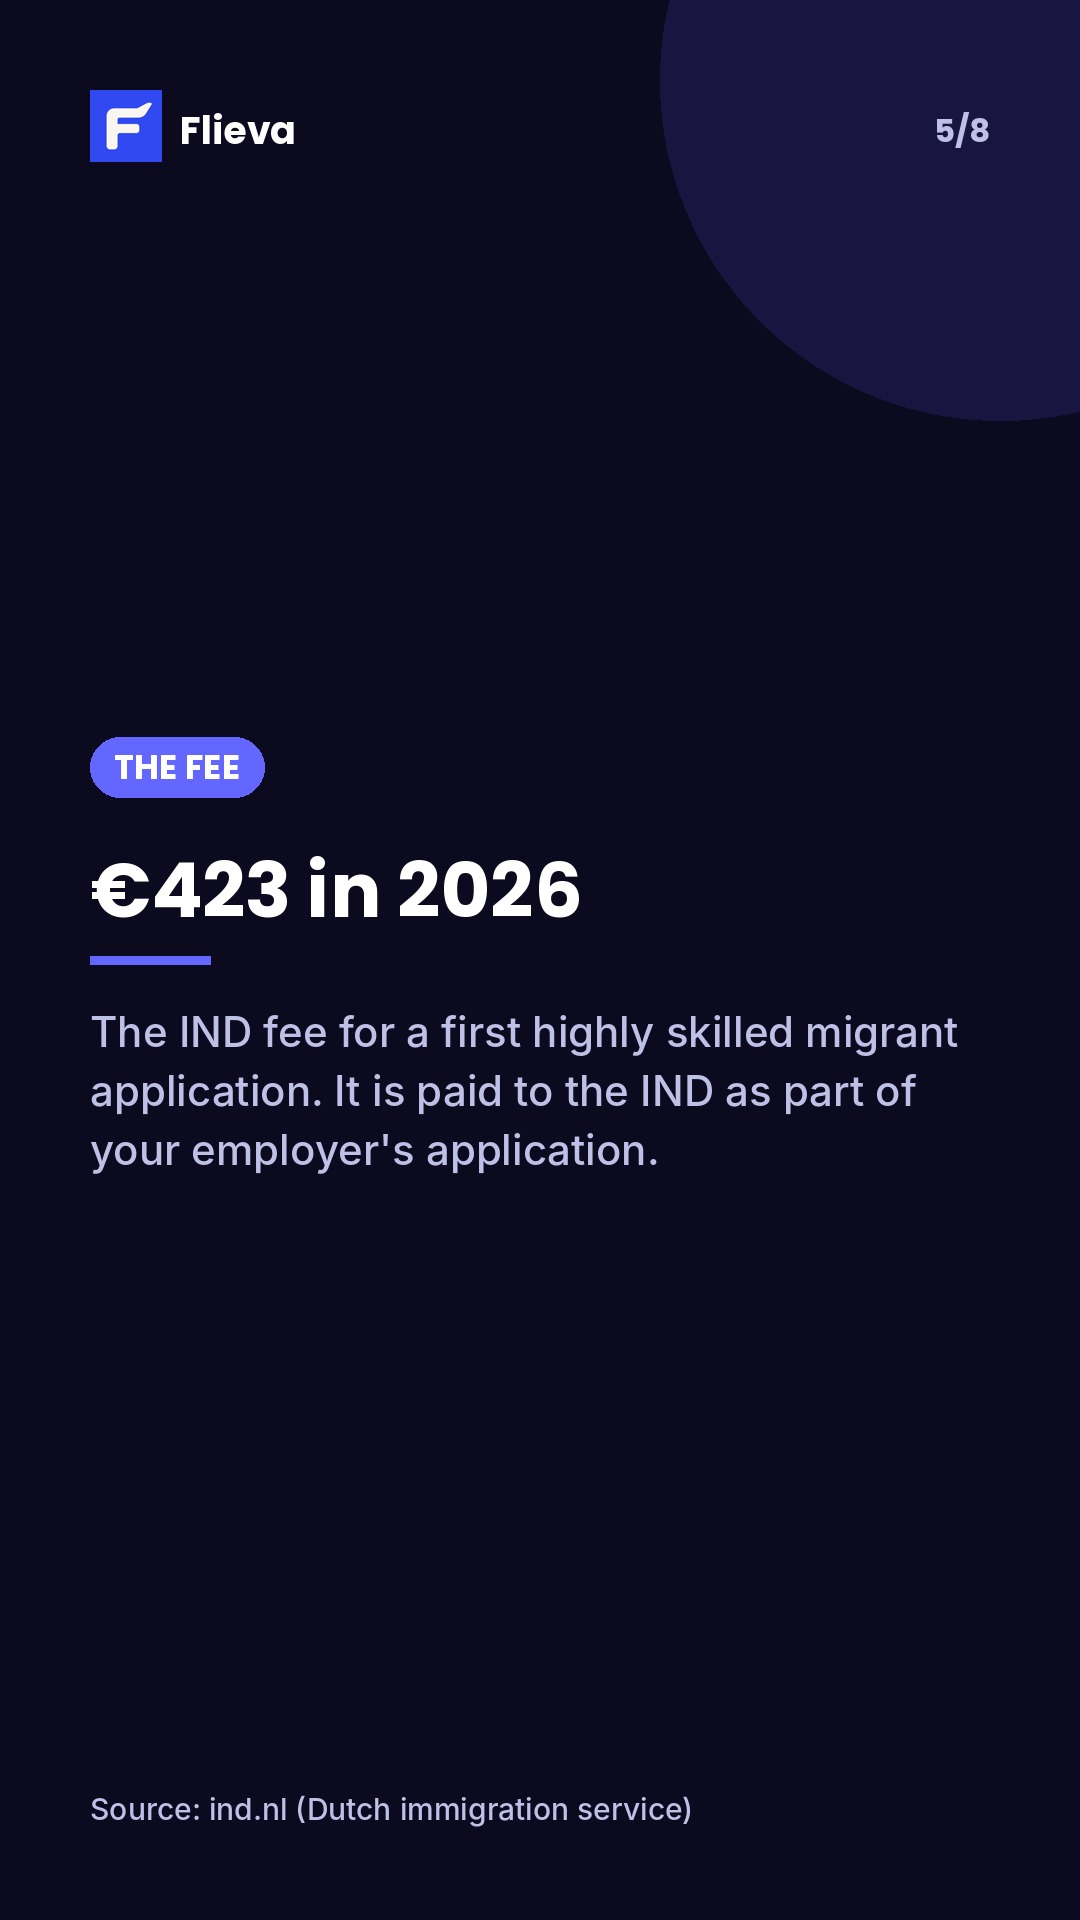 Flieva
5/8
THE FEE
€423 in 2026
The IND fee for a first highly skilled migrant
application. It is paid to the IND as part of
your employer's application.
Source: ind.nl (Dutch immigration service)